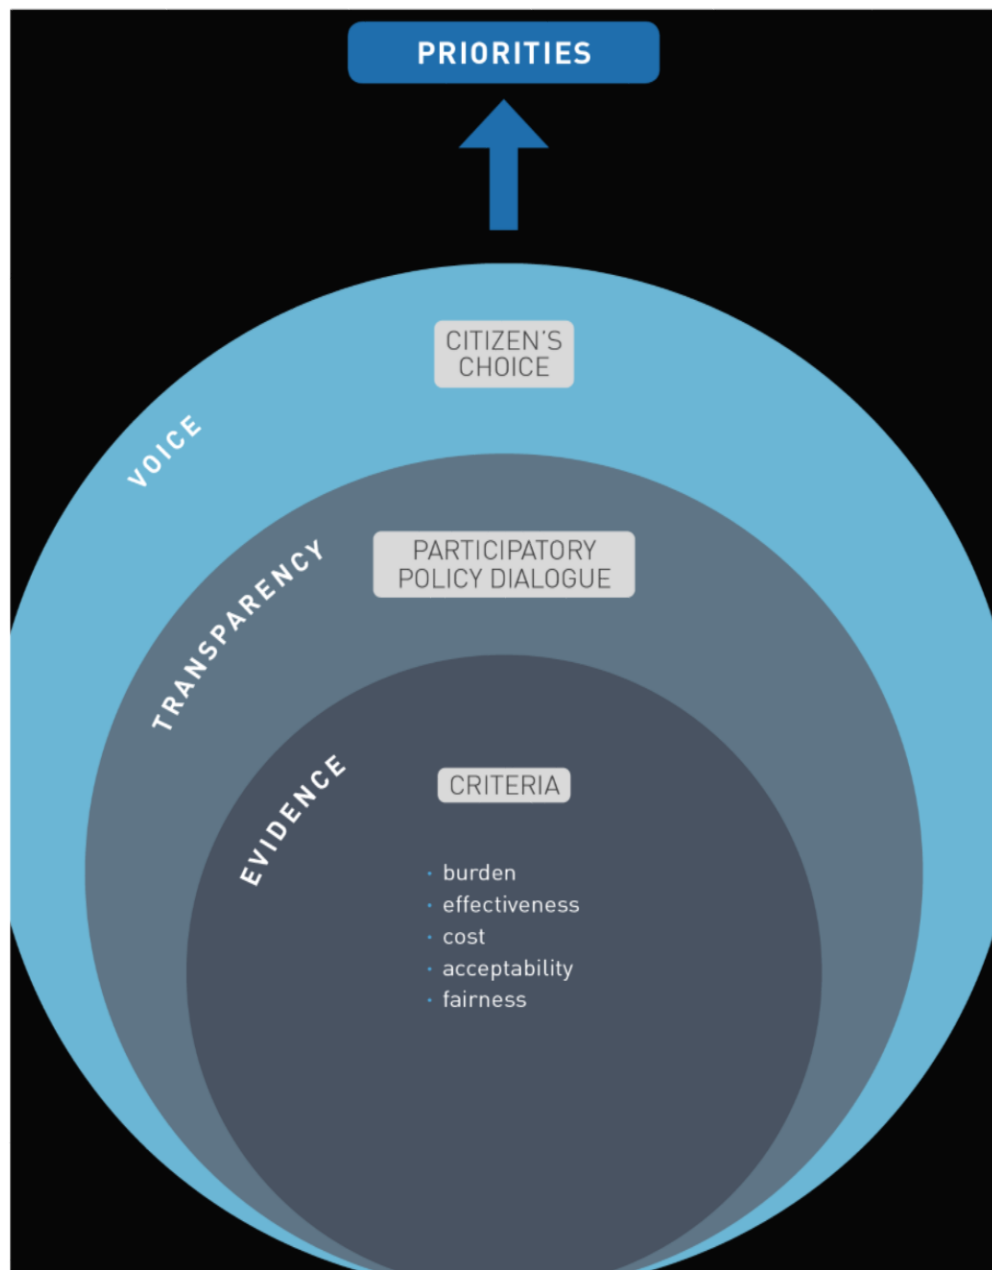 PRIORITIES
CITIZEN'S
CHOICE
VOICE
PARTICIPATORY
POLICY DIALOGUE
TRANSPARENCY
CRITERIA
EVIDENCE
· burden
· effectiveness
· cost
· acceptability
· fairness